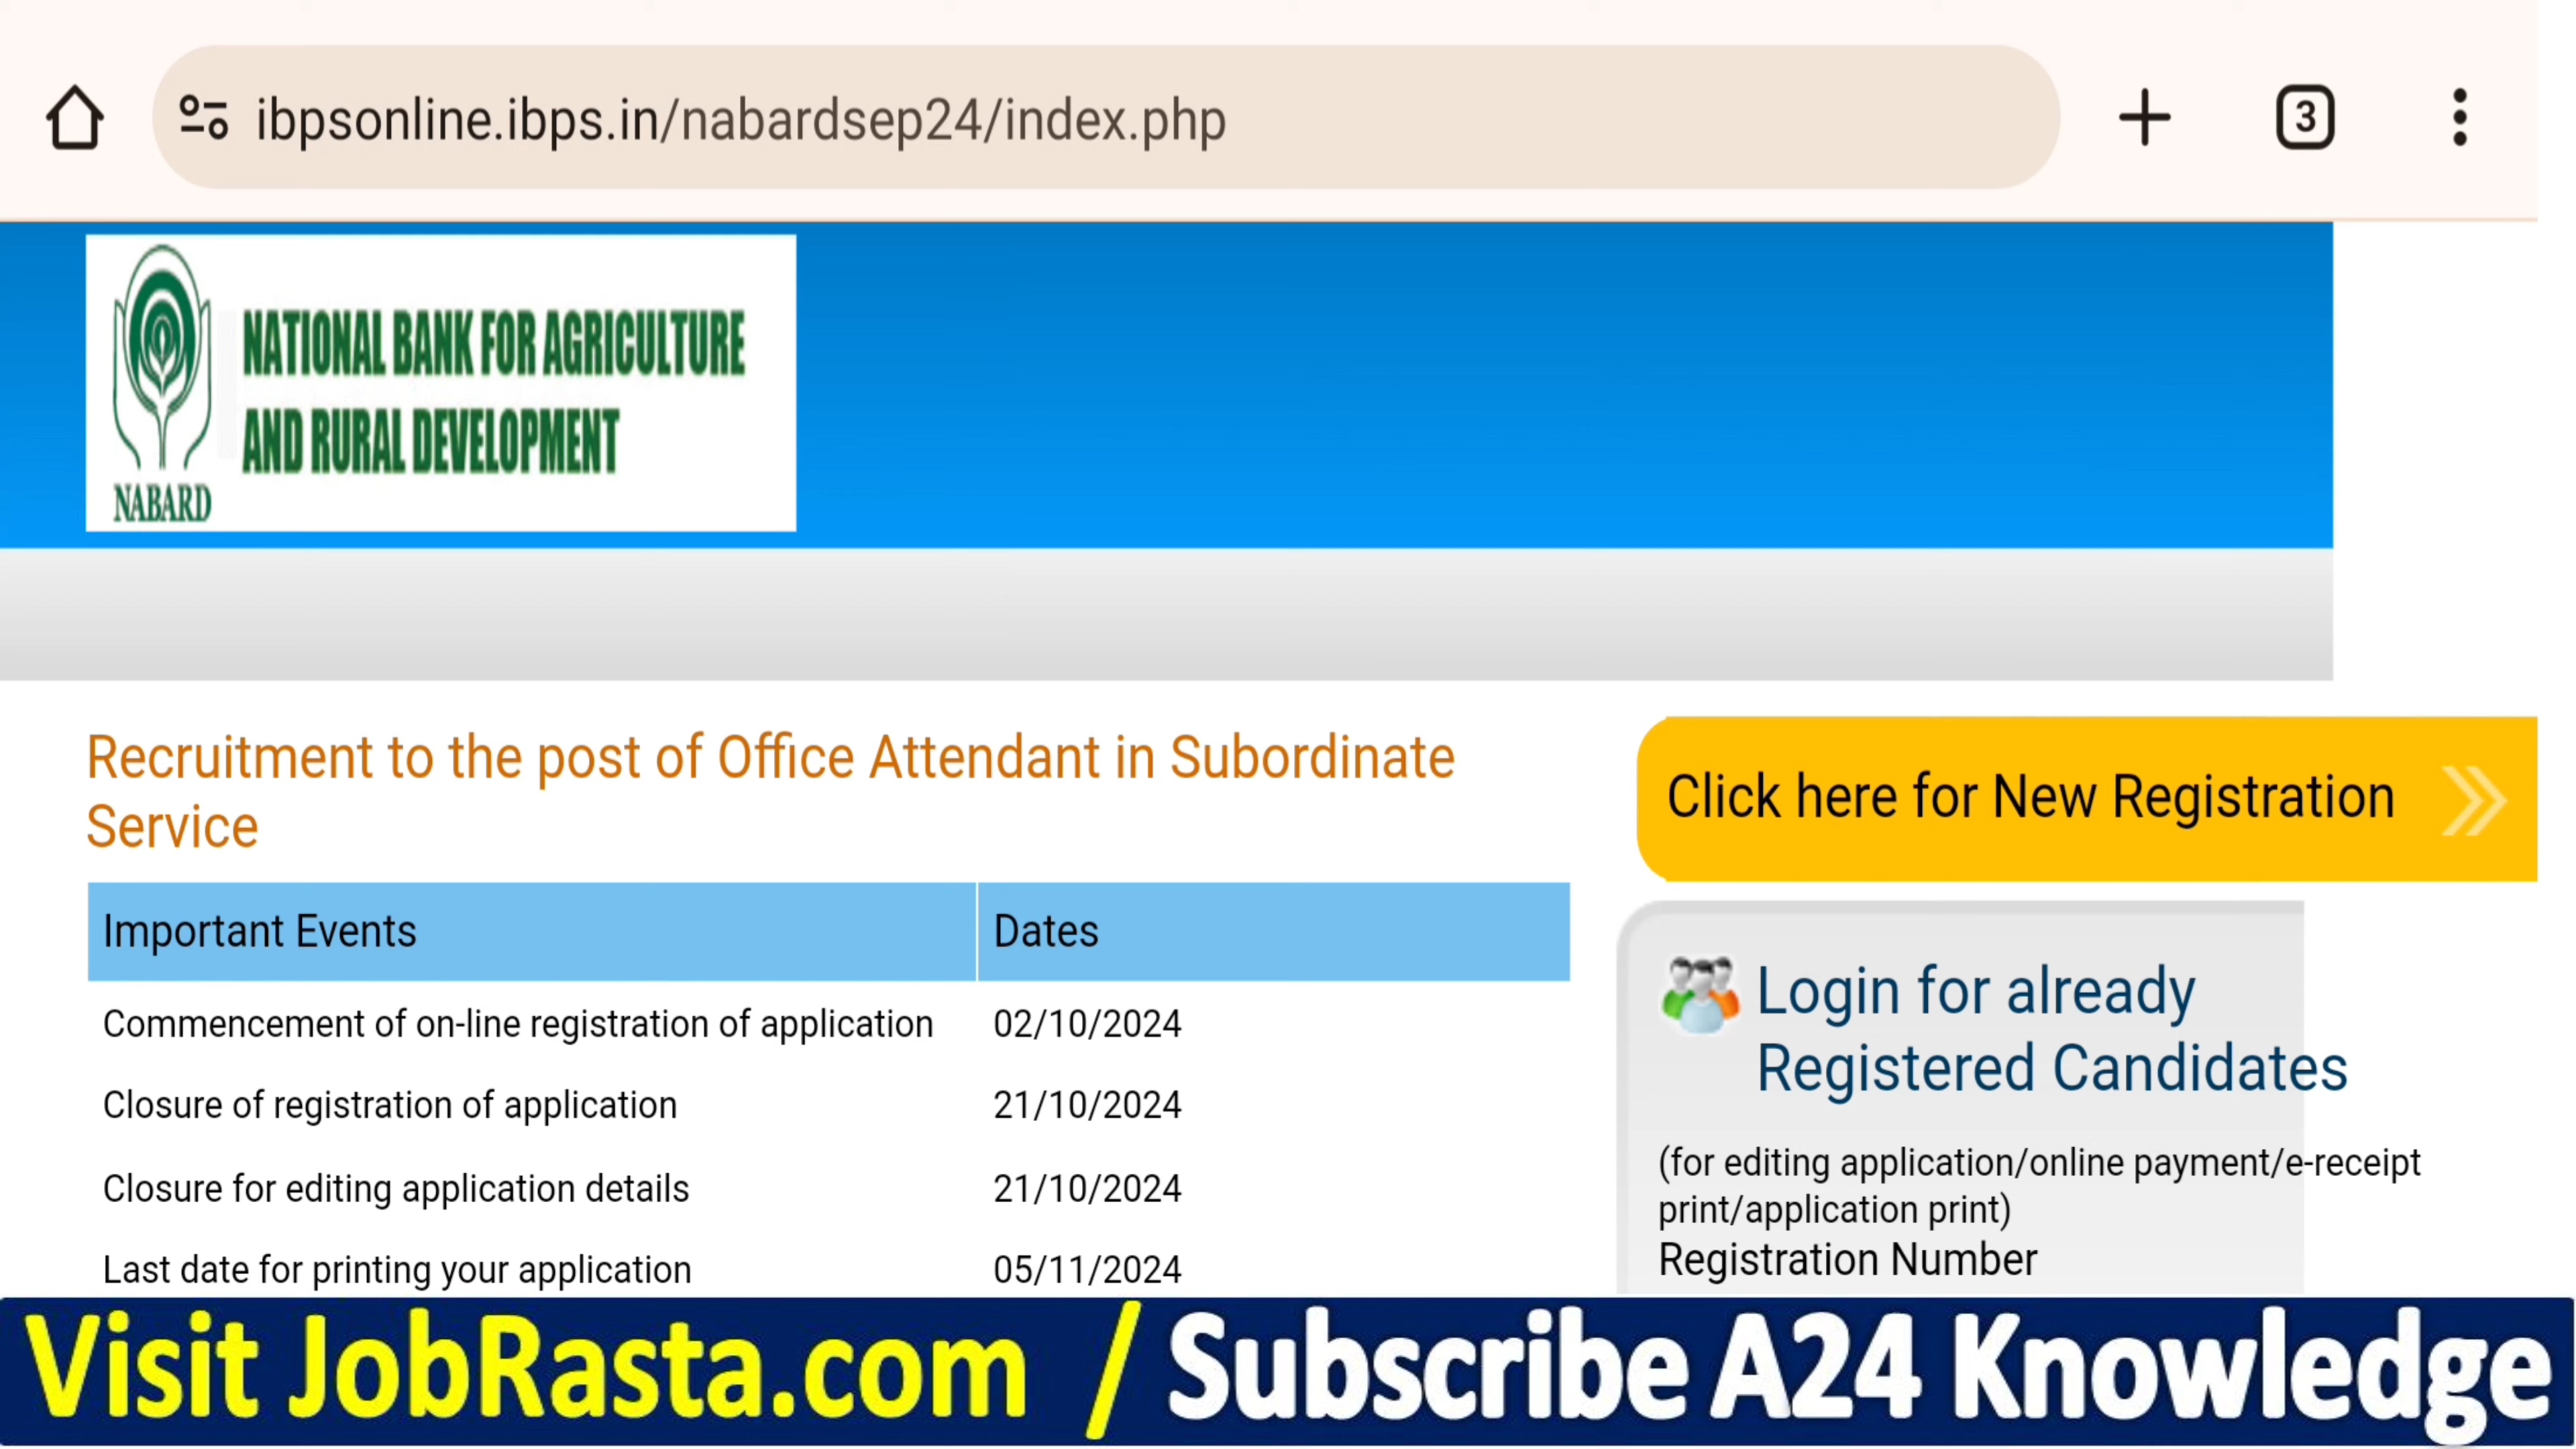 ibpsonline.ibps.in/nabardsep24/index.php
3
NATIONAL BANK FOR AGRICULTURE
AND RURAL DEVELOPMENT
NABARD
Recruitment to the post of Office Attendant in Subordinate
Service
Click here for New Registration
Important Events Dates
Commencement of on-line registration of application 02/10/2024
Closure of registration of application 21/10/2024
Closure for editing application details 21/10/2024
Last date for printing your application 05/11/2024
Login for already
Registered Candidates
(for editing application/online payment/e-receipt
print/application print)
Registration Number
Visit JobRasta.com / Subscribe A24 Knowledge